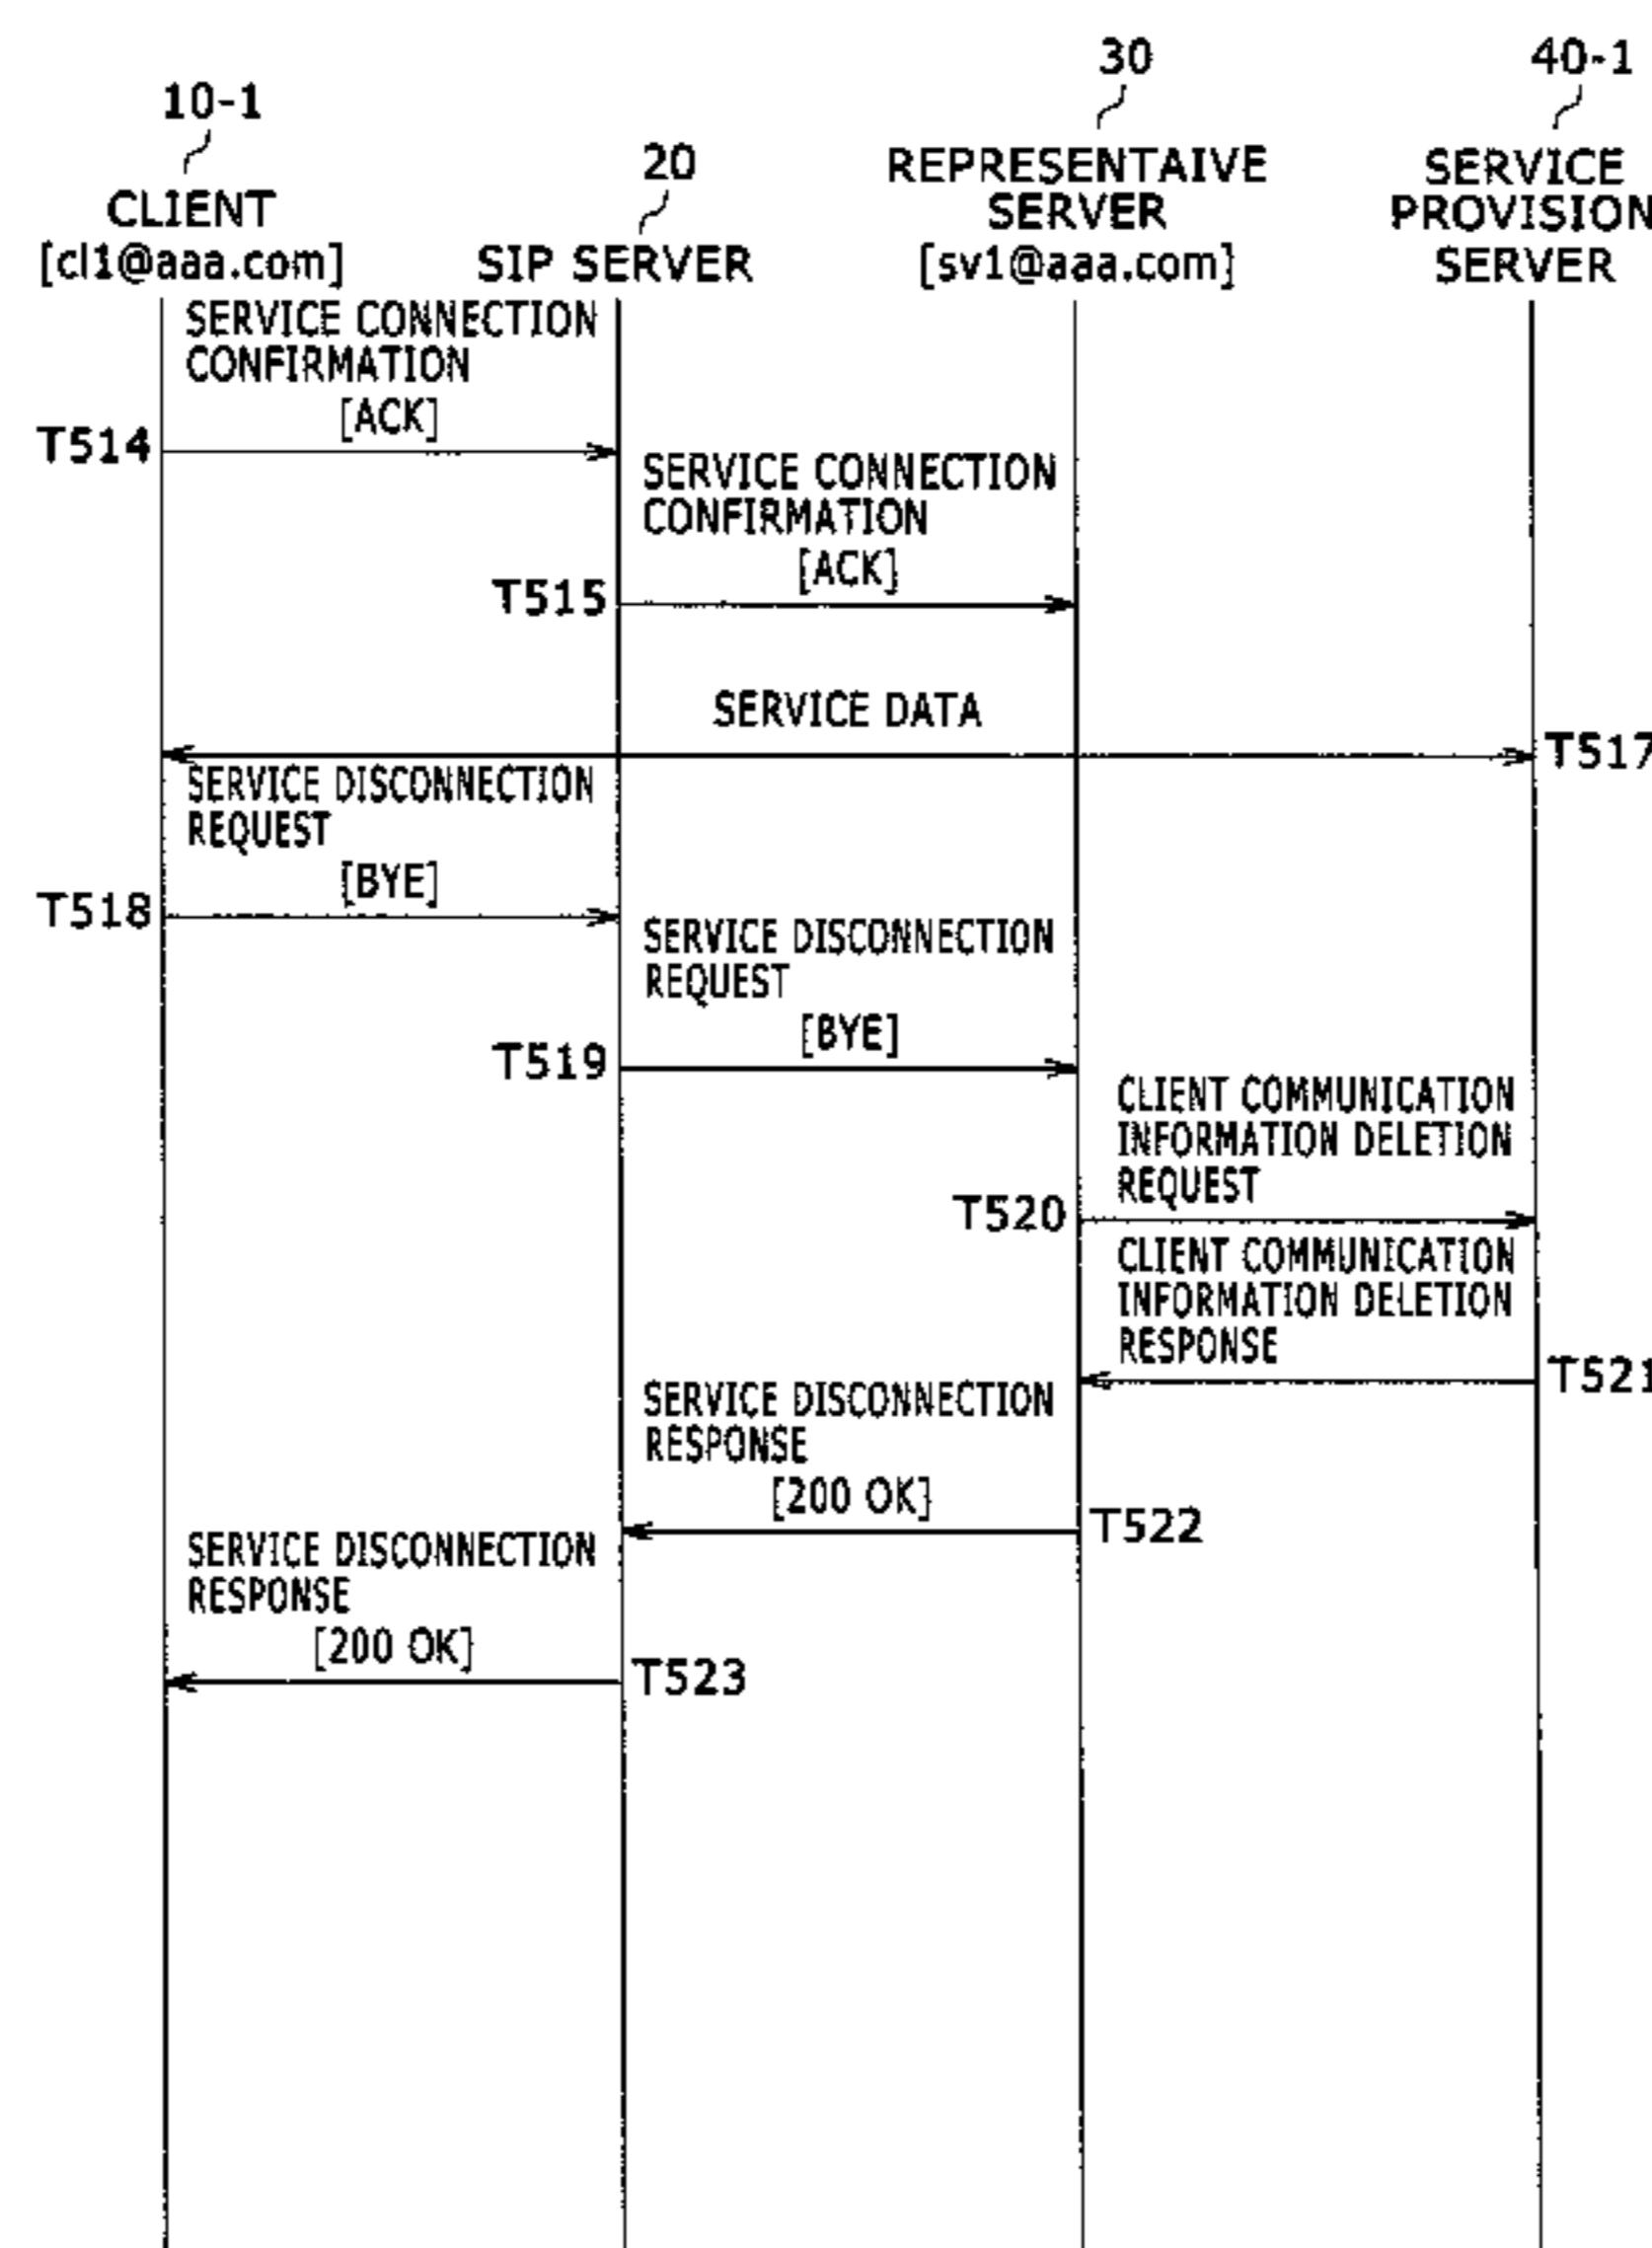 10-1
CLIENT
[cl1@aaa.com]
20
SIP SERVER
30
REPRESENTAIVE
SERVER
[sv1@aaa.com]
40-1
SERVICE
PROVISION
SERVER
SERVICE CONNECTION
CONFIRMATION
[ACK]
T514
SERVICE CONNECTION
CONFIRMATION
[ACK]
T515
SERVICE DATA
T517
SERVICE DISCONNECTION
REQUEST
[BYE]
T518
SERVICE DISCONNECTION
REQUEST
[BYE]
T519
CLIENT COMMUNICATION
INFORMATION DELETION
REQUEST
T520
CLIENT COMMUNICATION
INFORMATION DELETION
RESPONSE
T521
SERVICE DISCONNECTION
RESPONSE
[200 OK]
T522
SERVICE DISCONNECTION
RESPONSE
[200 OK]
T523